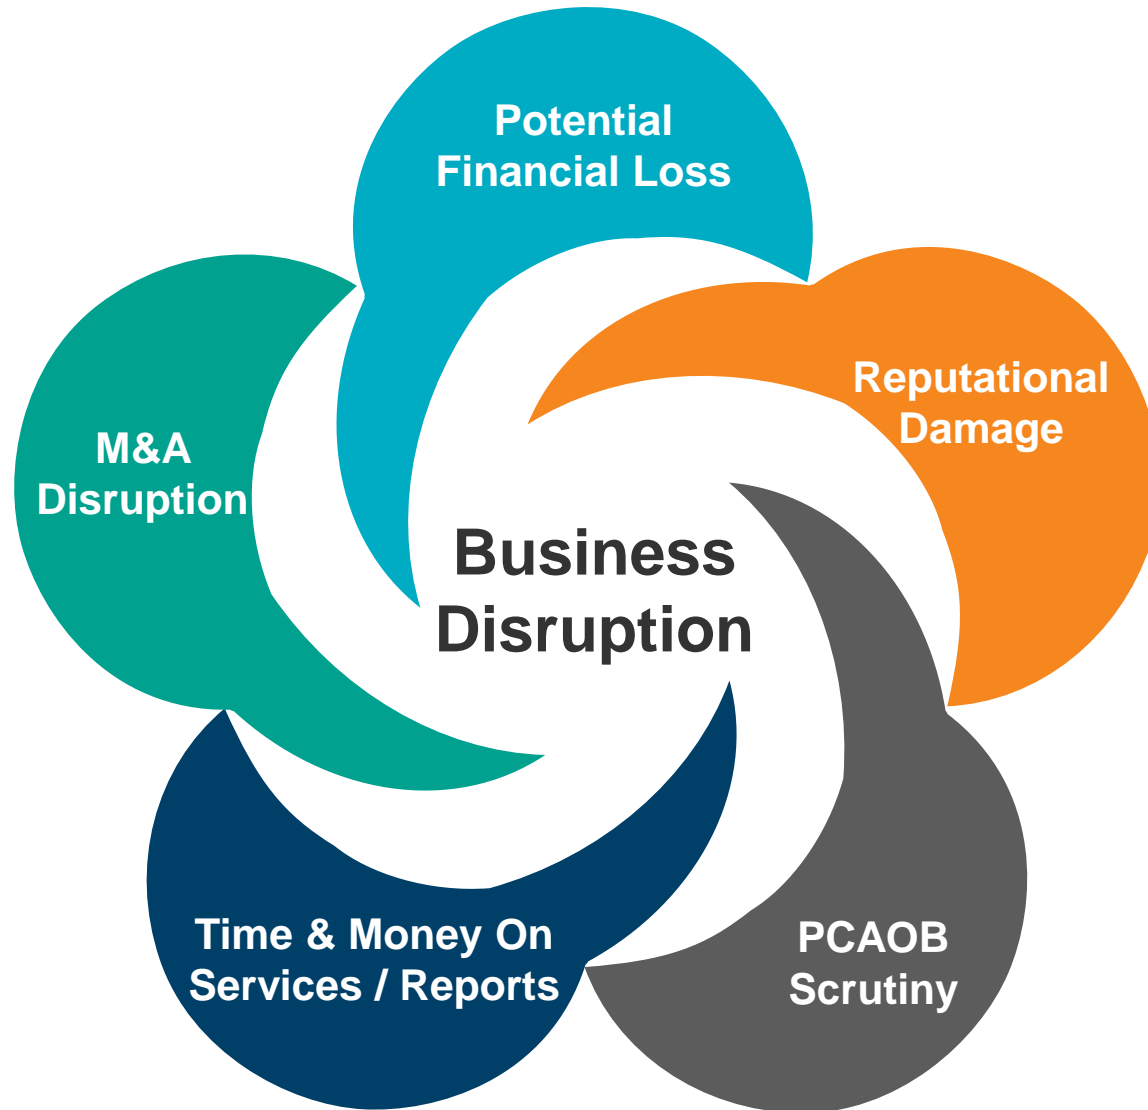 Potential
Financial Loss
Reputational
Damage
M&A
Disruption
Business
Disruption
Time & Money On
Services / Reports
PCAOB
Scrutiny